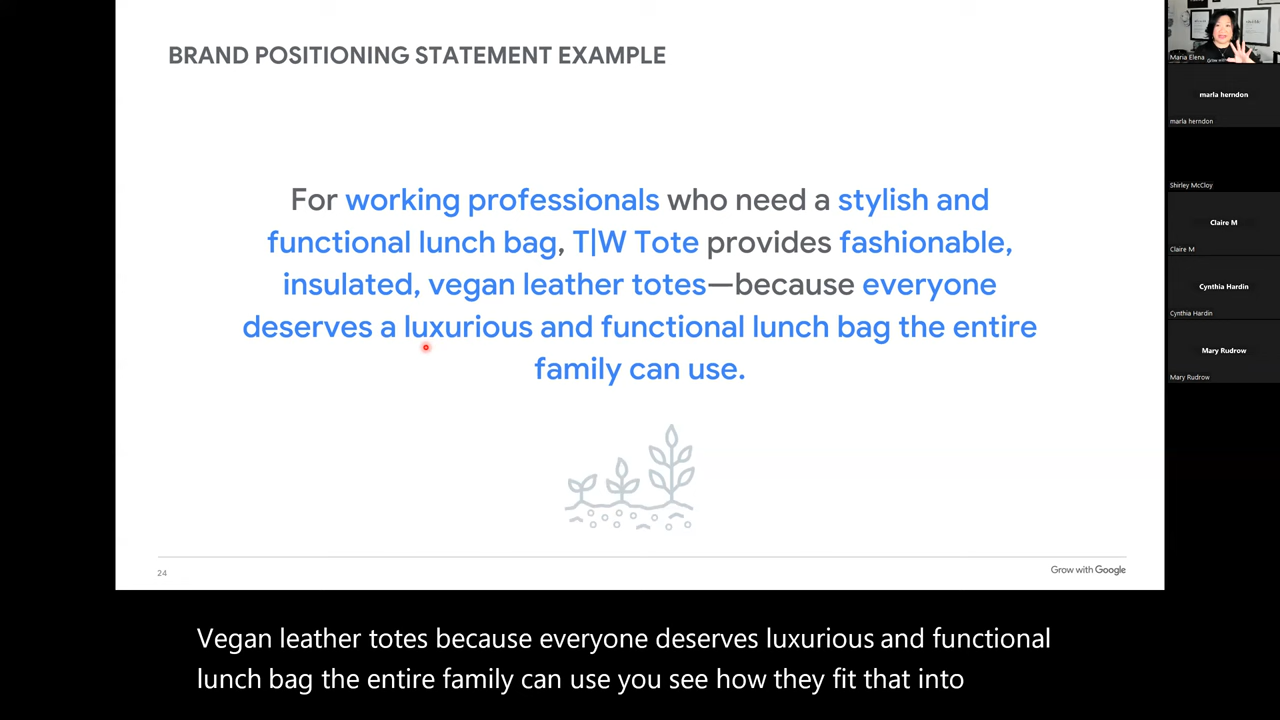 BRAND POSITIONING STATEMENT EXAMPLE
For working professionals who need a stylish and
functional lunch bag, T|W Tote provides fashionable,
insulated, vegan leather totes—because everyone
deserves a luxurious and functional lunch bag the entire
family can use.
24
Grow with Google
Vegan leather totes because everyone deserves luxurious and functional
lunch bag the entire family can use you see how they fit that into
Maria Elena
marla herndon
marla herndon
Shirley McCloy
Claire M
Claire M
Cynthia Hardin
Cynthia Hardin
Mary Rudrow
Mary Rudrow